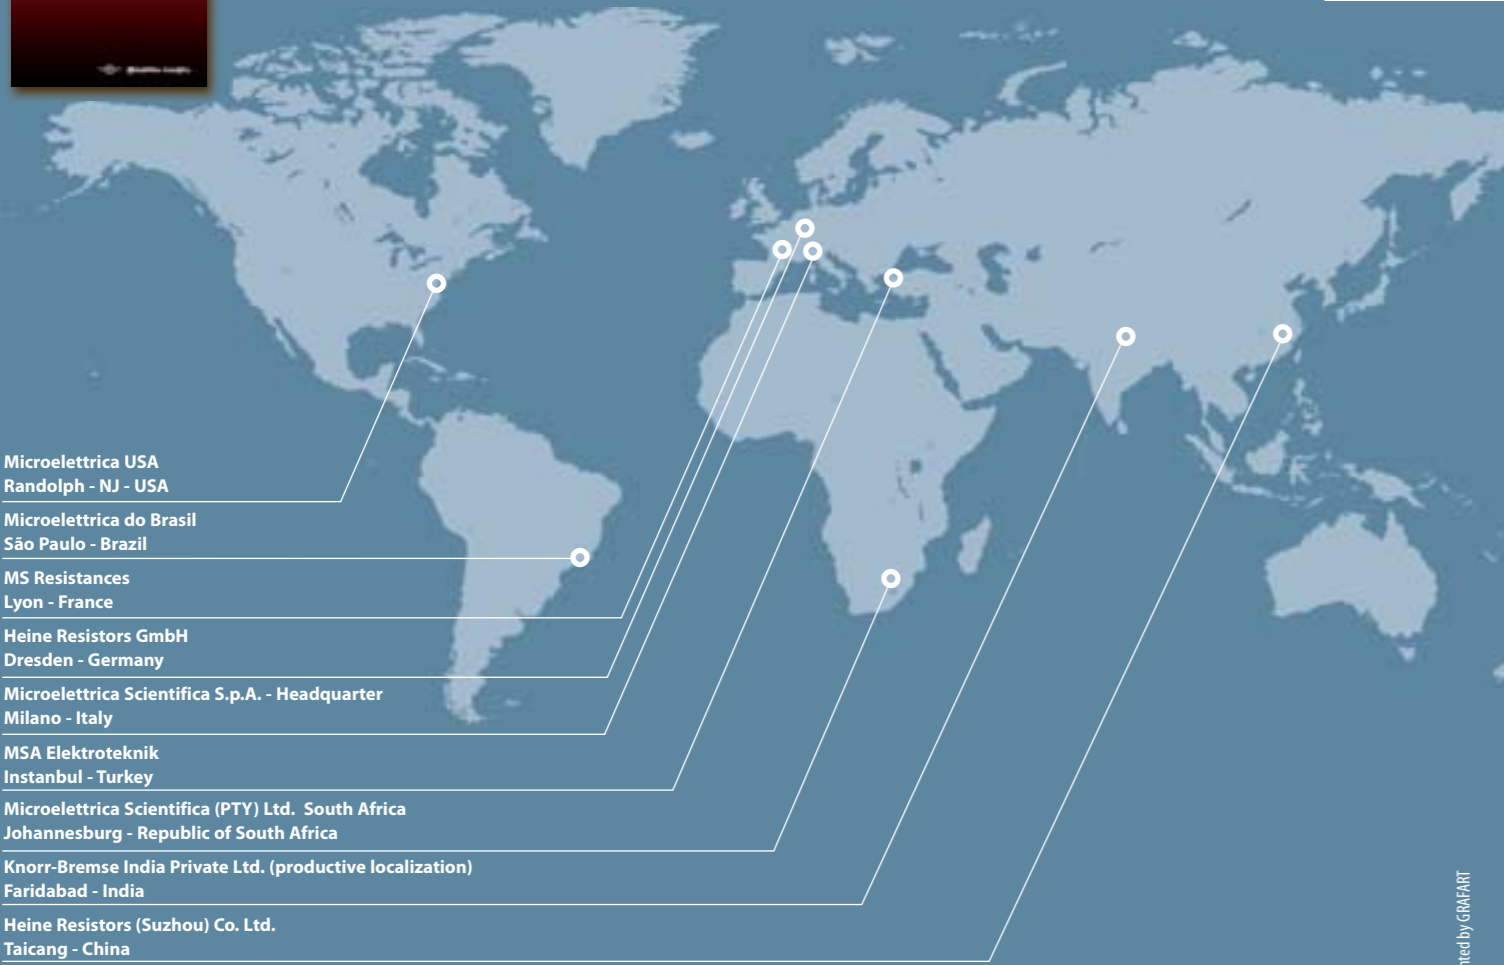 Microelettrica USA
Randolph - NJ - USA
Microelettrica do Brasil
São Paulo - Brazil
MS Resistances
Lyon - France
Heine Resistors GmbH
Dresden - Germany
Microelettrica Scientifica S.p.A. - Headquarter
Milano - Italy
MSA Elektroteknik
Instanbul - Turkey
Microelettrica Scientifica (PTY) Ltd.  South Africa
Johannesburg - Republic of South Africa
Knorr-Bremse India Private Ltd. (productive localization)
Faridabad - India
Heine Resistors (Suzhou) Co. Ltd.
Taicang - China
by GRAFART